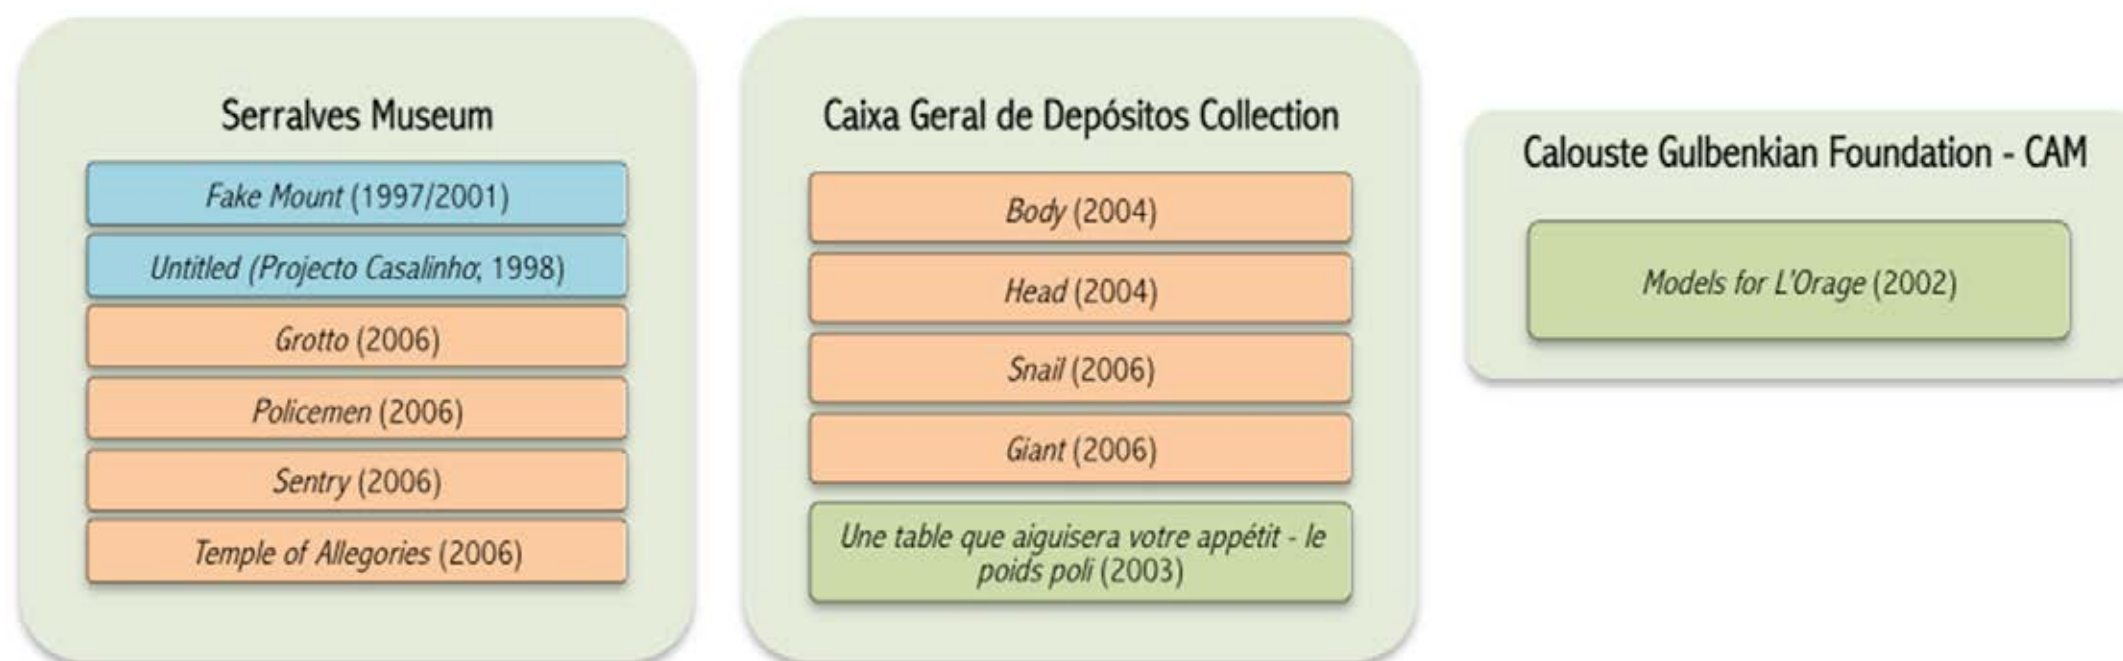 Serralves Museum
Fake Mount (1997/2001)
Untitled (Projecto Casalinho; 1998)
Grotto (2006)
Policemen (2006)
Sentry (2006)
Temple of Allegories (2006)
Caixa Geral de Depósitos Collection
Body (2004)
Head (2004)
Snail (2006)
Giant (2006)
Une table que aiguisera votre appétit - le
poids poli (2003)
Calouste Gulbenkian Foundation - CAM
Models for L'Orage (2002)